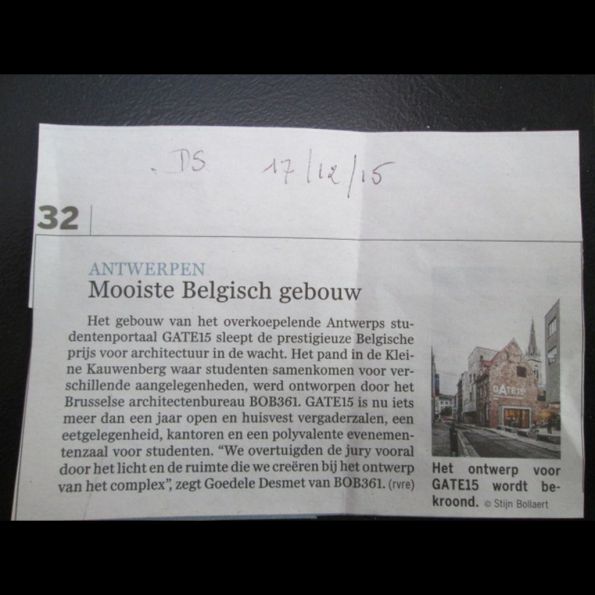 DS 17/12/15
32
ANTWERPEN
Mooiste Belgisch gebouw
Het gebouw van het overkoepelende Antwerps stu-
dentenportaal GATE15 sleept de prestigieuze Belgische
prijs voor architectuur in de wacht. Het pand in de Klei-
ne Kauwenberg waar studenten samenkomen voor ver-
schillende aangelegenheden, werd ontworpen door het
Brusselse architectenbureau BOB361. GATE15 is nu iets
meer dan een jaar open en huisvest vergaderzalen, een
eetgelegenheid, kantoren en een polyvalente evenemen-
tenzaal voor studenten. “We overtuigden de jury vooral
door het licht en de ruimte die we creëren bij het ontwerp
van het complex”, zegt Goedele Desmet van BOB361. (rvre)
GATE15
Het ontwerp voor
GATE15 wordt be-
kroond. © Stijn Bollaert